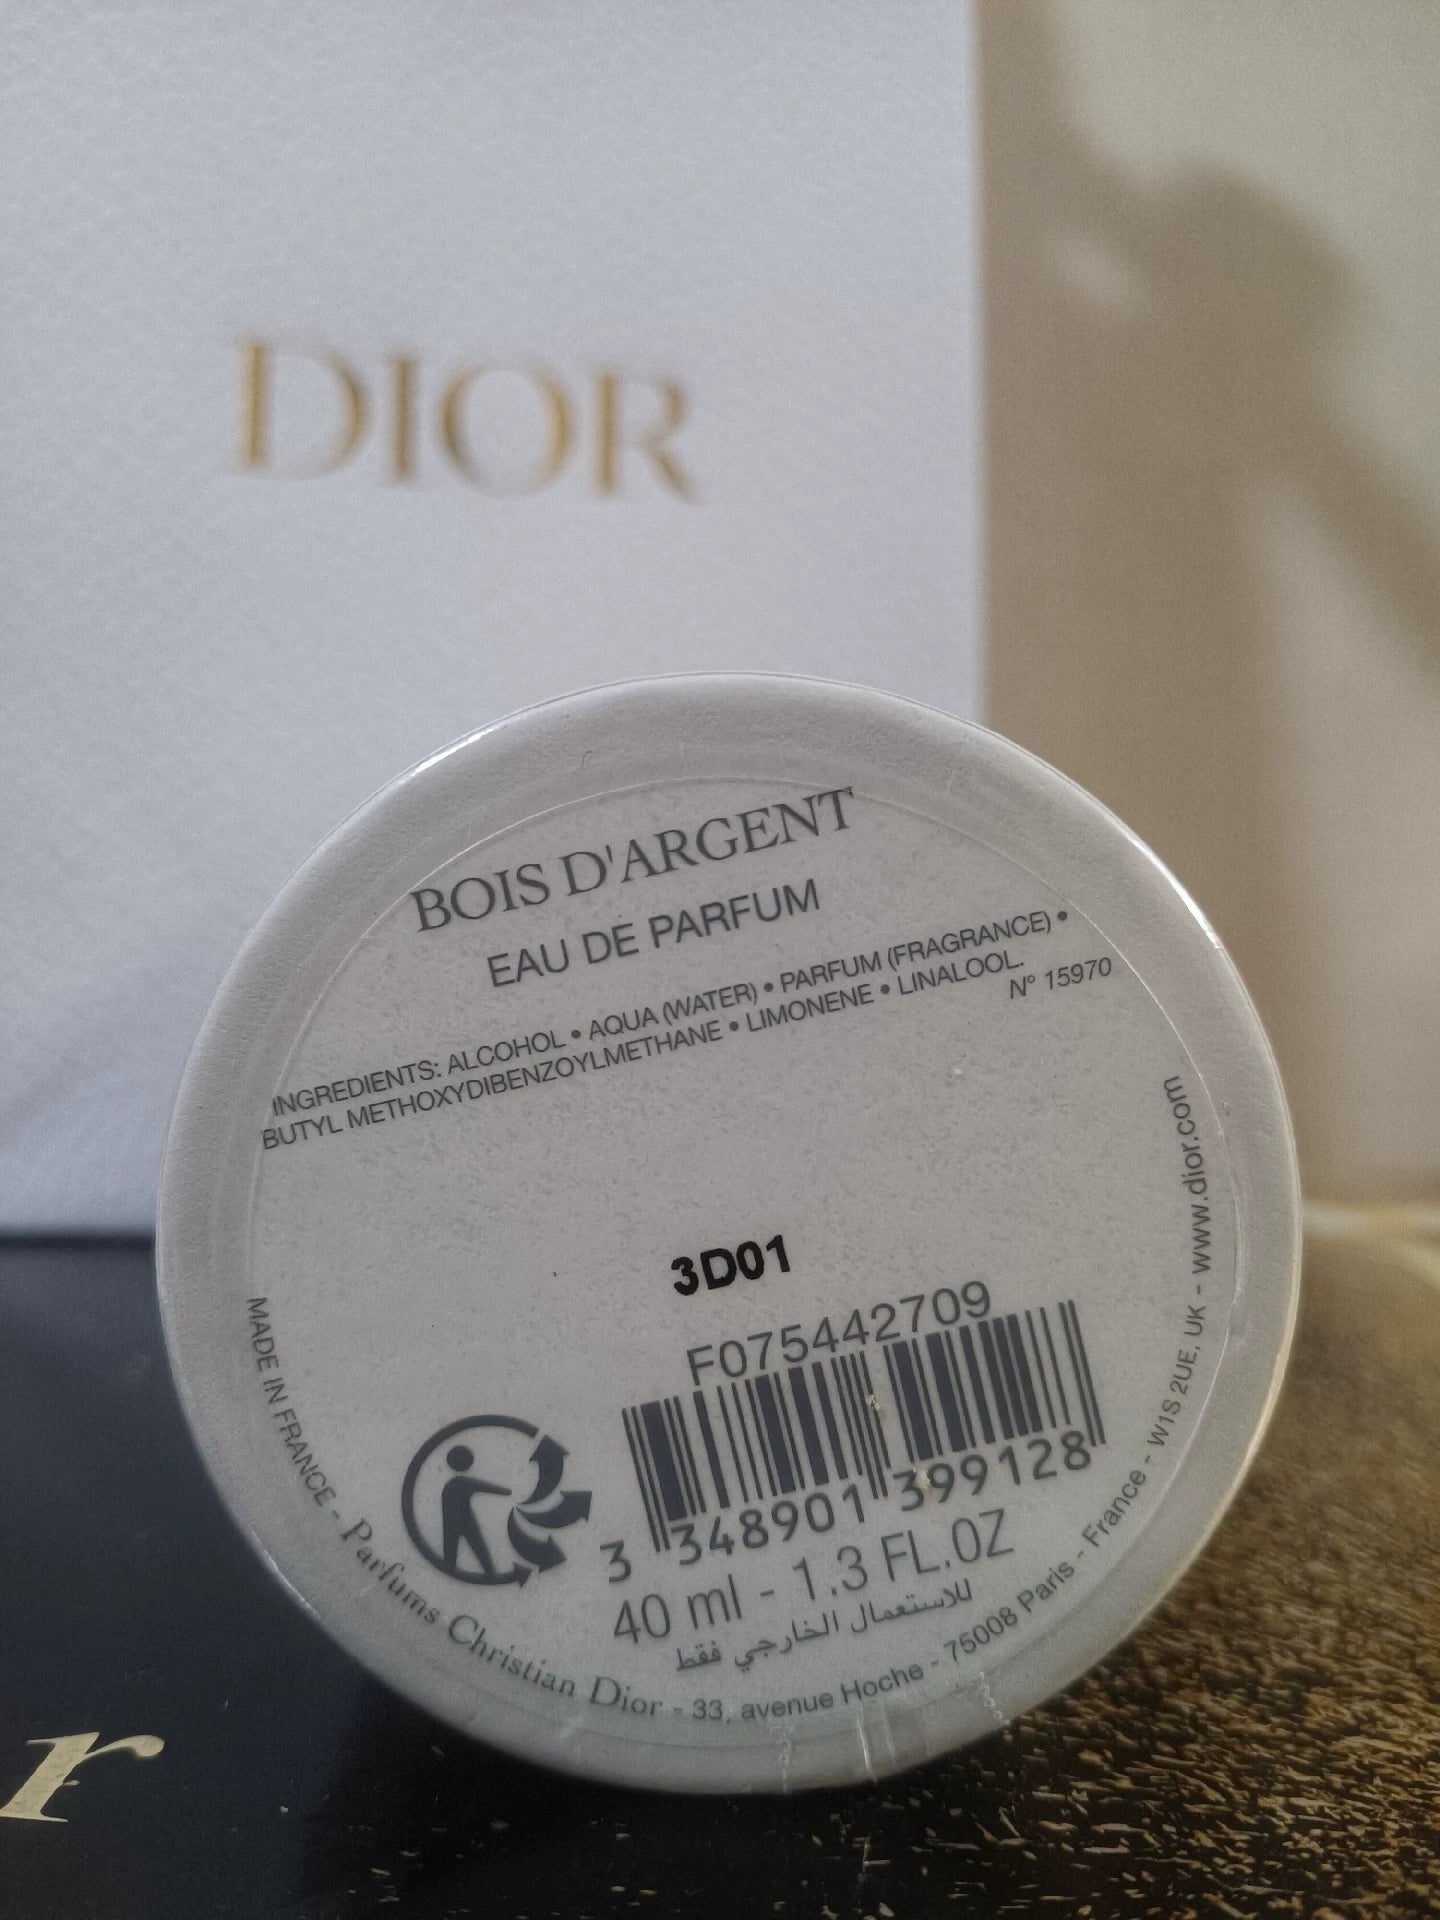 DIOR
BOIS D'ARGENT
EAU DE PARFUM
INGREDIENTS: ALCOHOL • AQUA (WATER) • PARFUM (FRAGRANCE) •
BUTYL METHOXYDIBENZOYLMETHANE • LIMONENE • LINALOOL.
N° 15970
3D01
F075442709
3 348901 399128
40 ml - 1.3 FL.OZ
للاستعمال الخارجي فقط
MADE IN FRANCE - Parfums Christian Dior - 33, avenue Hoche - 75008 Paris - France - W1S 2UE, UK - www.dior.com
r